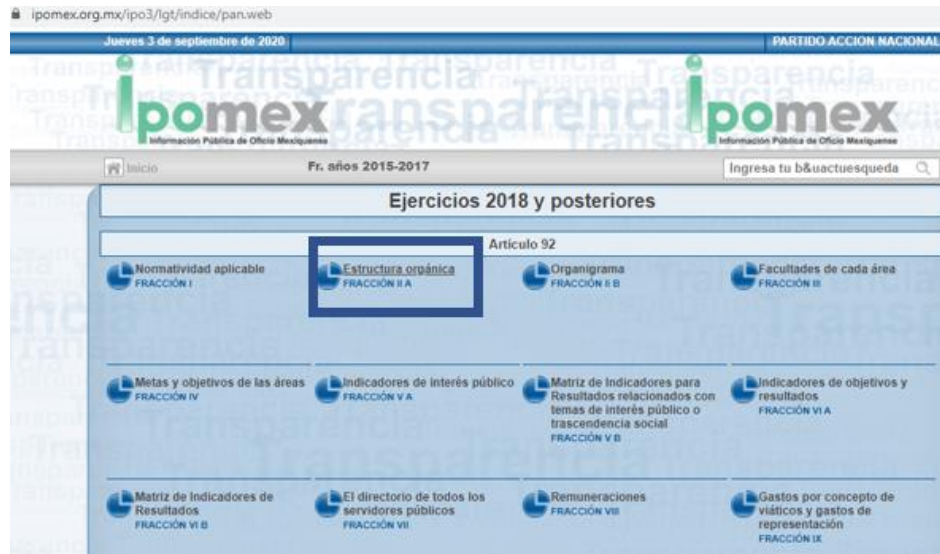 ipomex.org.mx/ipo3/lgt/indice/pan.web
Jueves 3 de septiembre de 2020
PARTIDO ACCION NACIONAL
ipomex
Información Pública de Oficio Mexiquense
ipomex
Información Pública de Oficio Mexiquense
Inicio
Fr. años 2015-2017
Ingresa tu b&uactuesqueda
Ejercicios 2018 y posteriores
Artículo 92
Normatividad aplicable
FRACCIÓN I
Estructura orgánica
FRACCIÓN II A
Organigrama
FRACCIÓN II B
Facultades de cada área
FRACCIÓN III
Metas y objetivos de las áreas
FRACCIÓN IV
Indicadores de interés público
FRACCIÓN V A
Matriz de Indicadores para
Resultados relacionados con
temas de interés público o
trascendencia social
FRACCIÓN V B
Indicadores de objetivos y
resultados
FRACCIÓN VI A
Matriz de Indicadores de
Resultados
FRACCIÓN VI B
El directorio de todos los
servidores públicos
FRACCIÓN VII
Remuneraciones
FRACCIÓN VIII
Gastos por concepto de
viáticos y gastos de
representación
FRACCIÓN IX